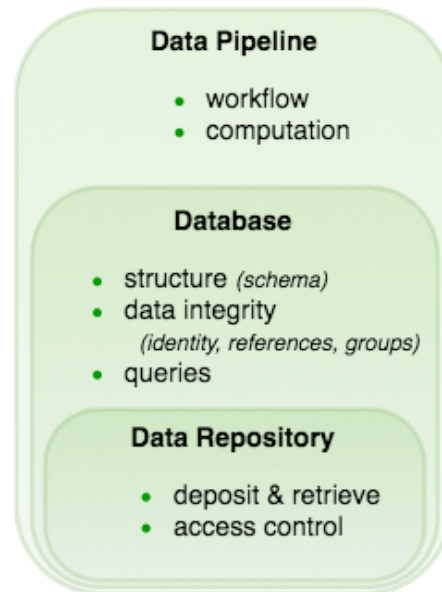 Data Pipeline
• workflow
• computation
Database
• structure (schema)
• data integrity
(identity, references, groups)
• queries
Data Repository
• deposit & retrieve
• access control